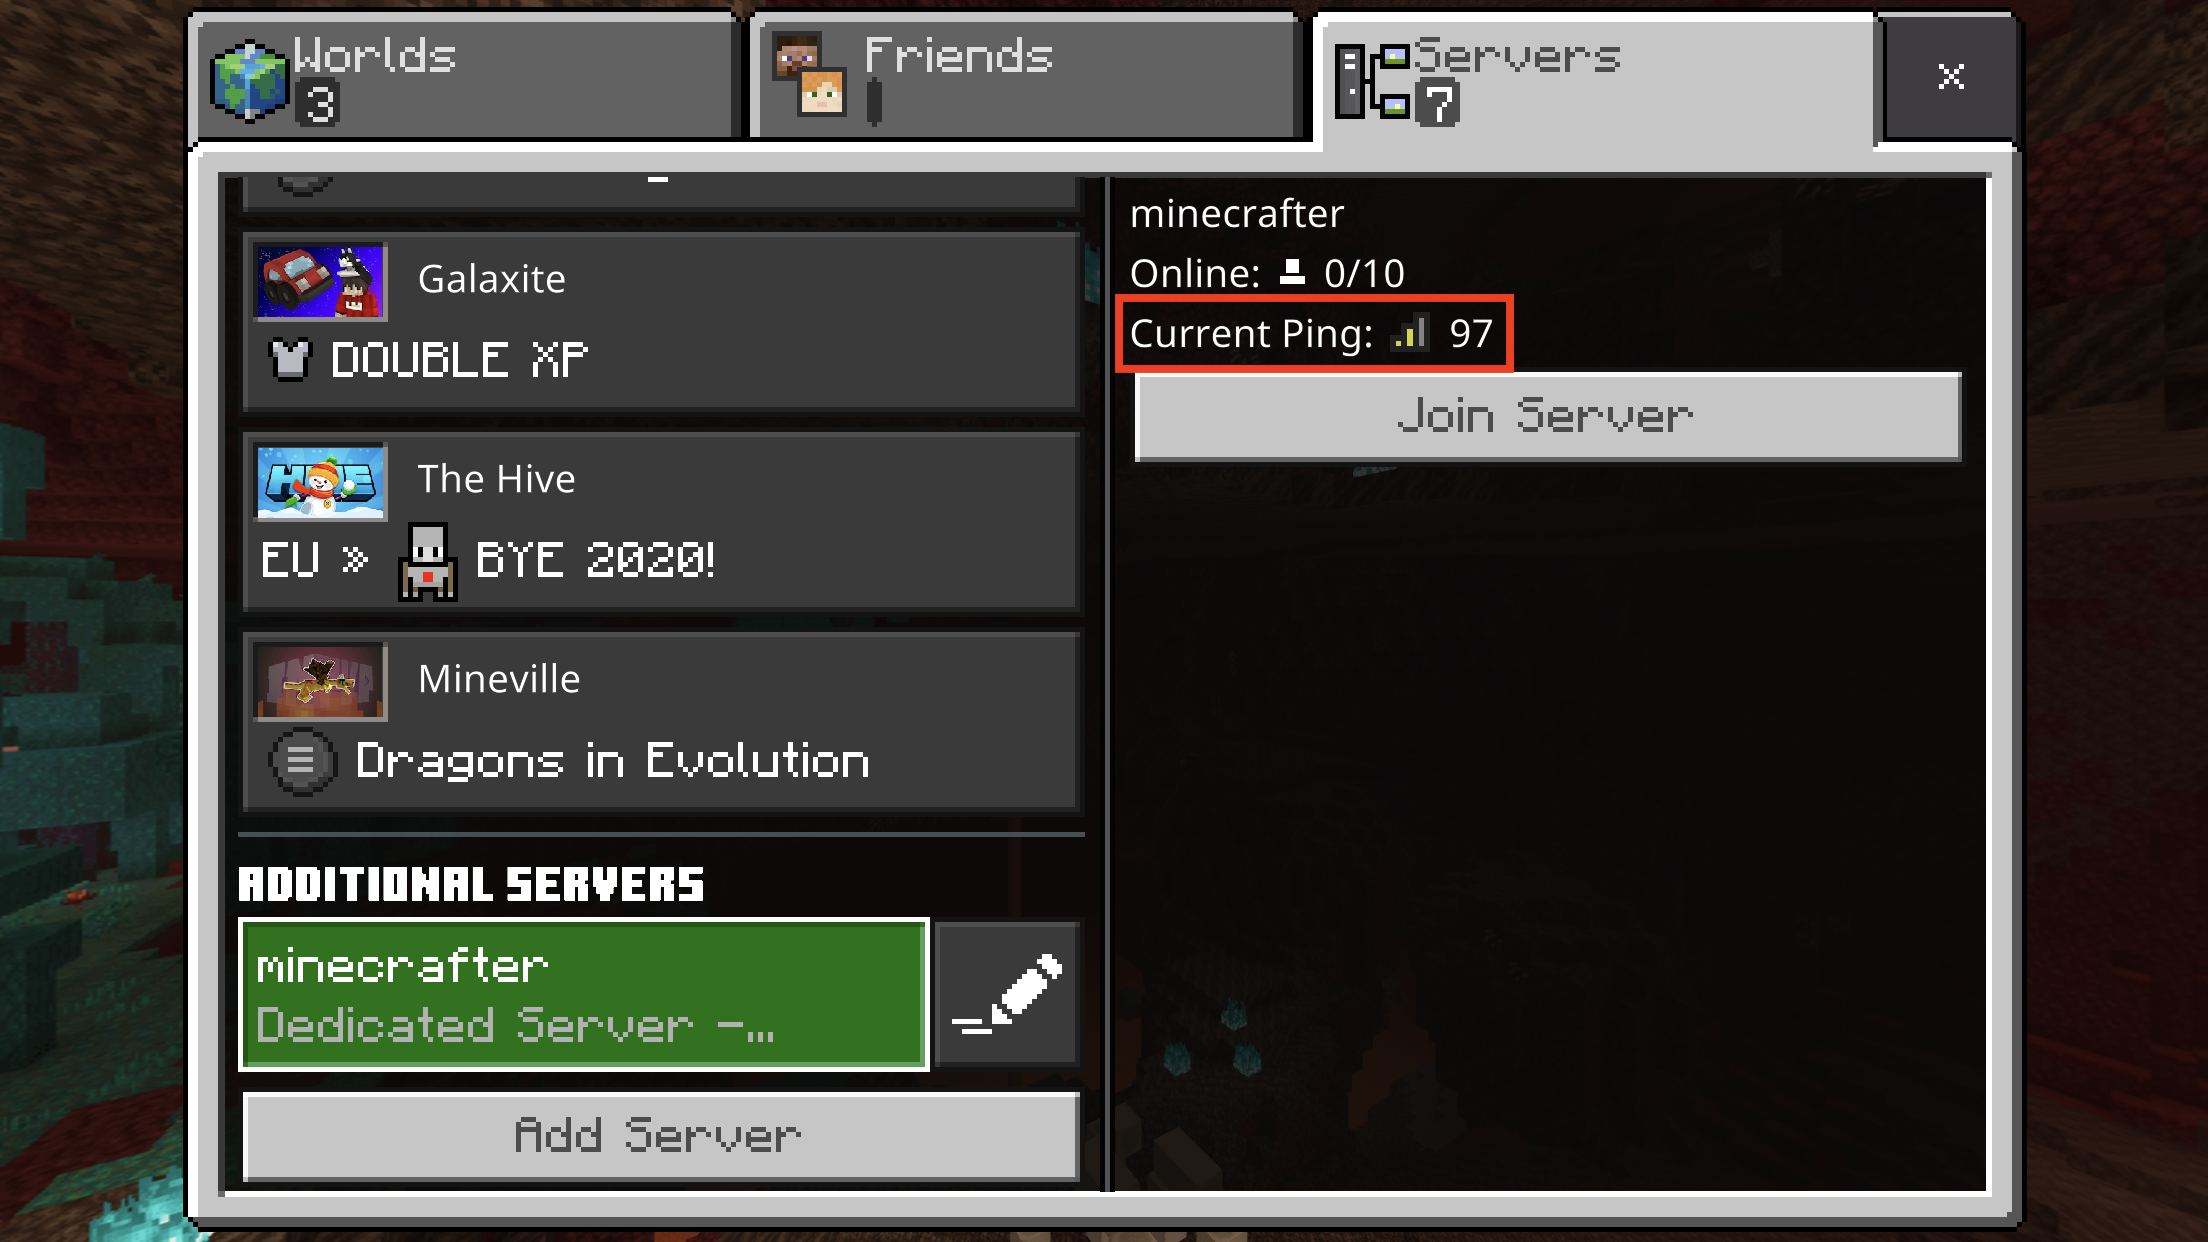 Worlds
3
Friends
Servers
7
x
Galaxite
DOUBLE XP
HIVE
The Hive
EU » BYE 2020!
Mineville
Dragons in Evolution
ADDITIONAL SERVERS
minecrafter
Dedicated Server -...
Add Server
minecrafter
Online: 0/10
Current Ping: 97
Join Server